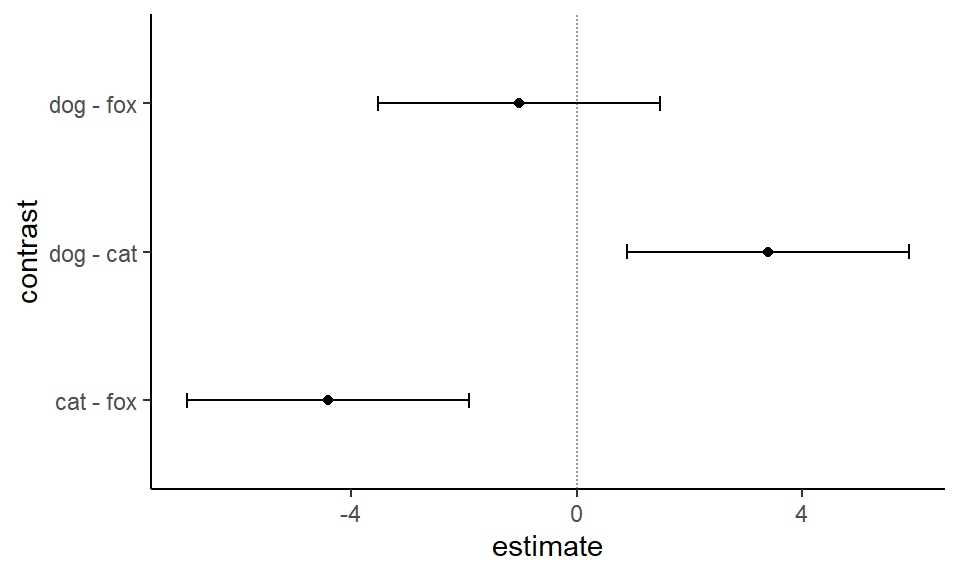 dog - fox
dog - cat
cat - fox
contrast
-4
0
4
estimate